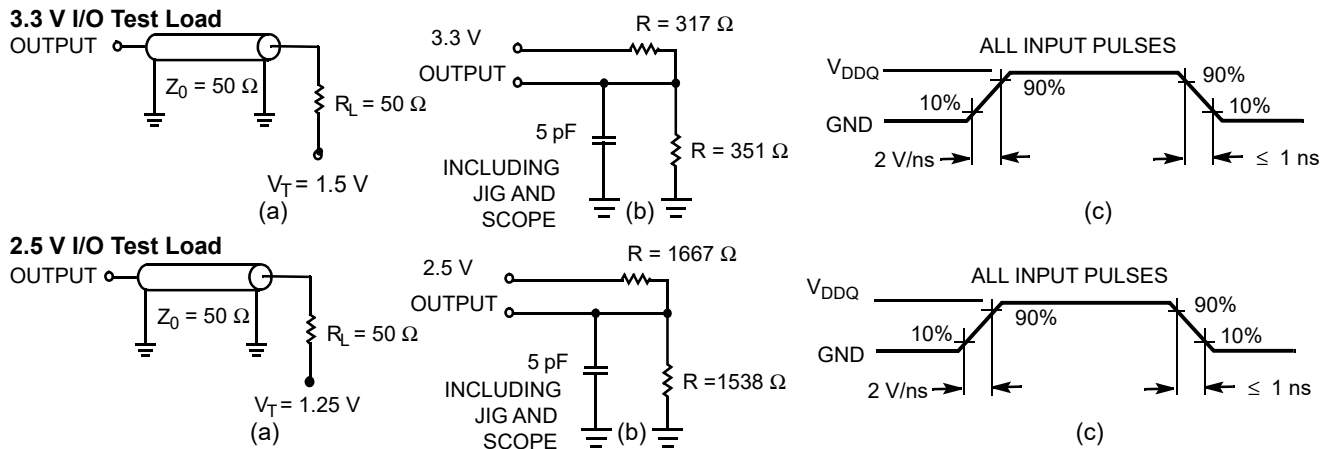 3.3 V I/O Test Load
OUTPUT
Z0 = 50 Ω
RL = 50 Ω
VT = 1.5 V
(a)
R = 317 Ω
3.3 V
OUTPUT
5 pF
R = 351 Ω
INCLUDING
JIG AND
SCOPE
(b)
ALL INPUT PULSES
VDDQ
90%
90%
10%
10%
GND
2 V/ns
≤ 1 ns
(c)
2.5 V I/O Test Load
OUTPUT
Z0 = 50 Ω
RL = 50 Ω
VT = 1.25 V
(a)
R = 1667 Ω
2.5 V
OUTPUT
5 pF
R =1538 Ω
INCLUDING
JIG AND
SCOPE
(b)
ALL INPUT PULSES
VDDQ
90%
90%
10%
10%
GND
2 V/ns
≤ 1 ns
(c)